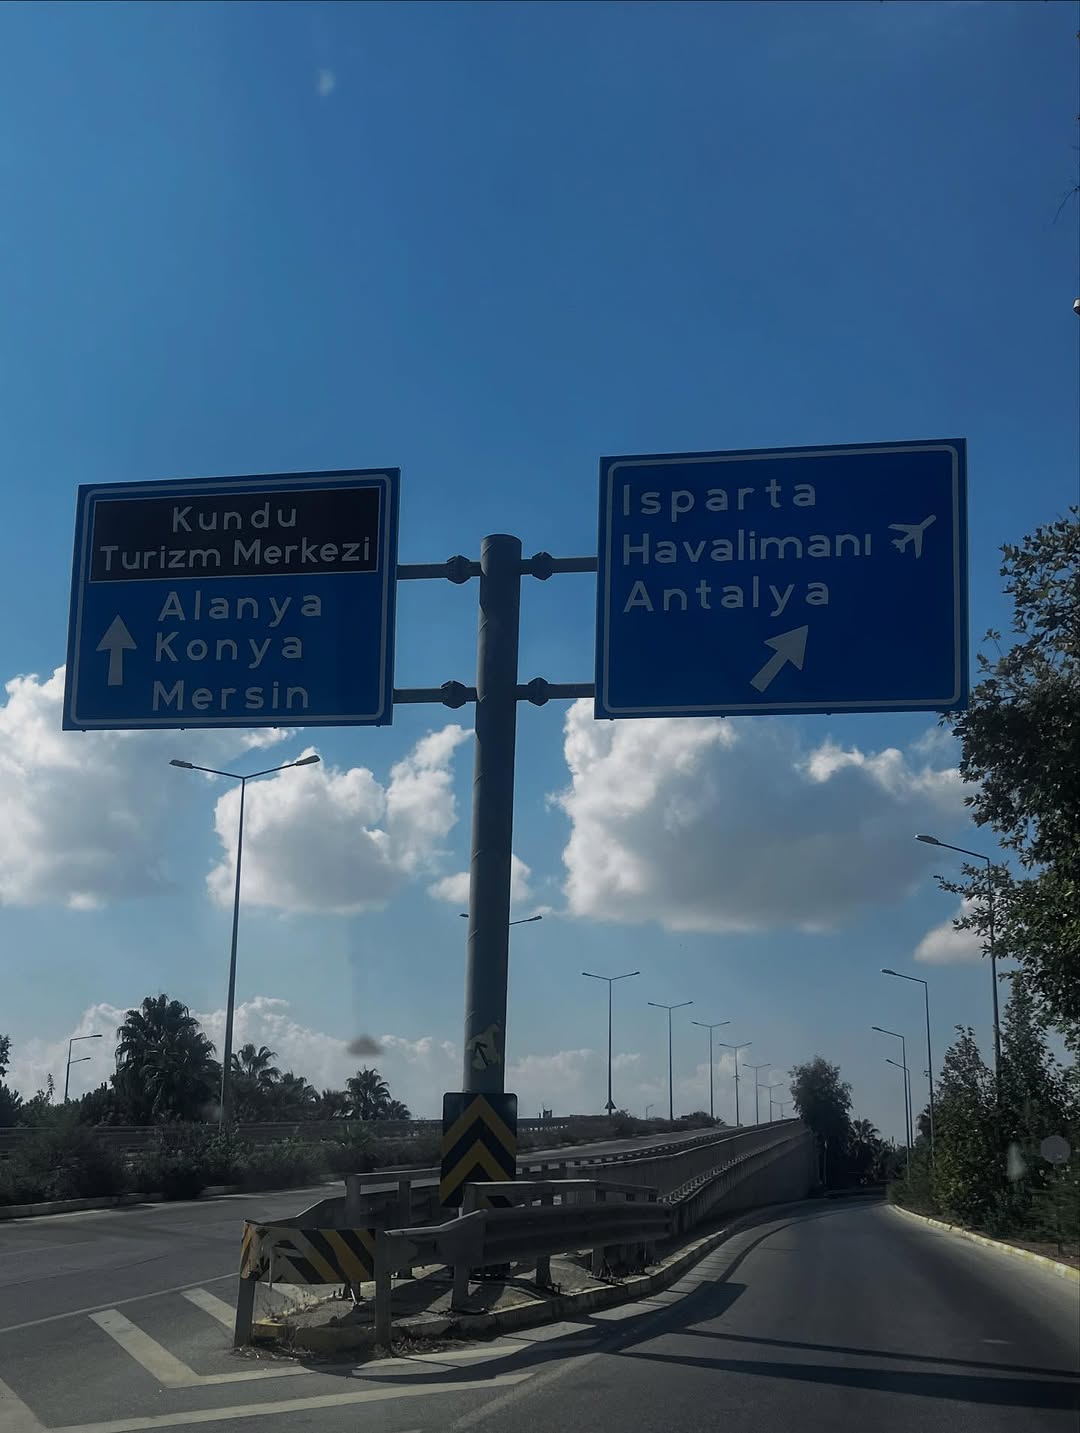 Kundu
Turizm Merkezi
Alanya
Konya
Mersin
Isparta
Havalimanı
Antalya